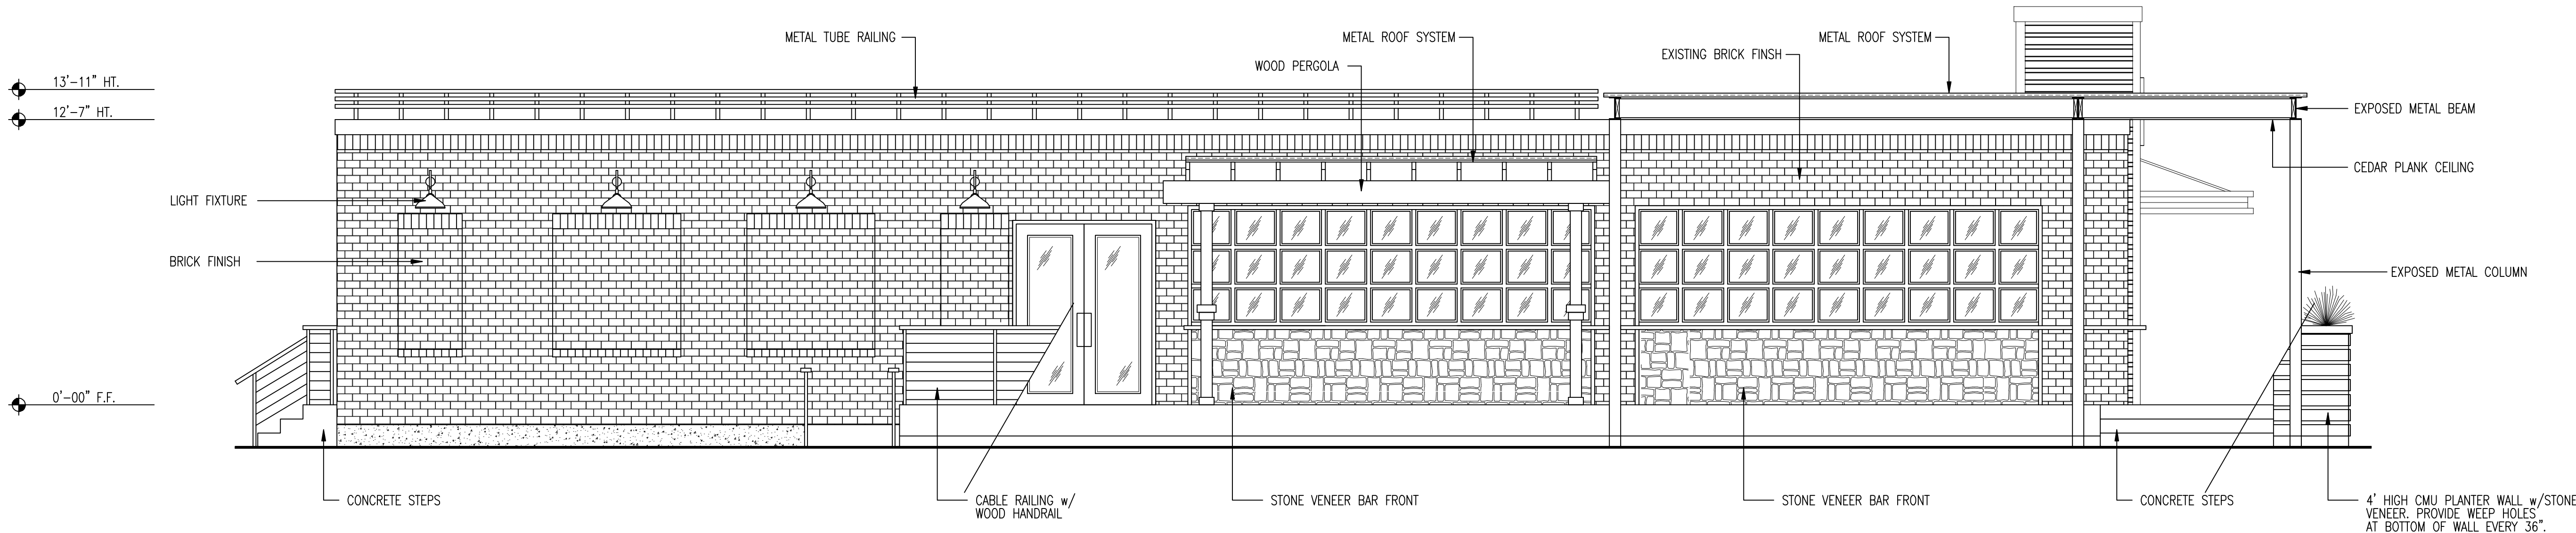 METAL TUBE RAILING
METAL ROOF SYSTEM
METAL ROOF SYSTEM
EXISTING BRICK FINSH
WOOD PERGOLA
13'-11" HT.
12'-7" HT.
EXPOSED METAL BEAM
CEDAR PLANK CEILING
LIGHT FIXTURE
BRICK FINISH
EXPOSED METAL COLUMN
0'-00" F.F.
CONCRETE STEPS
CABLE RAILING w/
WOOD HANDRAIL
STONE VENEER BAR FRONT
STONE VENEER BAR FRONT
CONCRETE STEPS
4' HIGH CMU PLANTER WALL w/STONE
VENEER. PROVIDE WEEP HOLES
AT BOTTOM OF WALL EVERY 36".